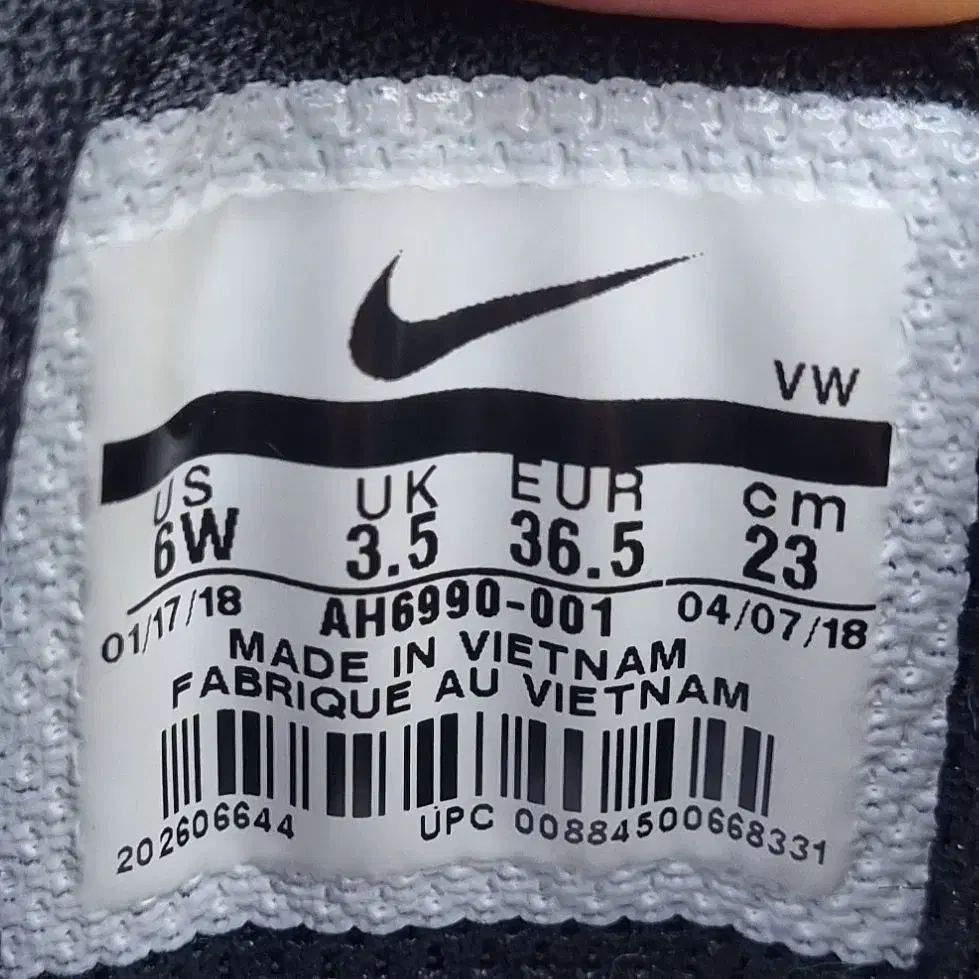 VW
US UK EUR cm
6W 3.5 36.5 23
01/17/18 AH6990-001 04/07/18
MADE IN VIETNAM
FABRIQUE AU VIETNAM
202606644 UPC 00884500668331